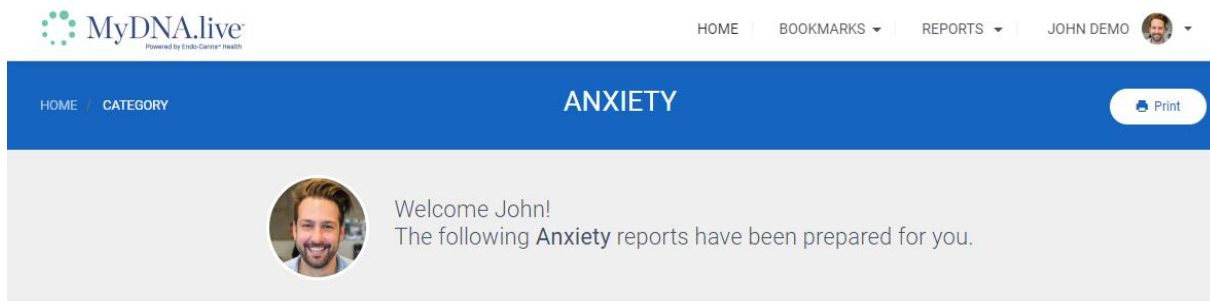 MyDNA.live
Powered by Endo·Canna™ Health
HOME
BOOKMARKS
REPORTS
JOHN DEMO
HOME / CATEGORY
ANXIETY
Print
Welcome John!
The following Anxiety reports have been prepared for you.